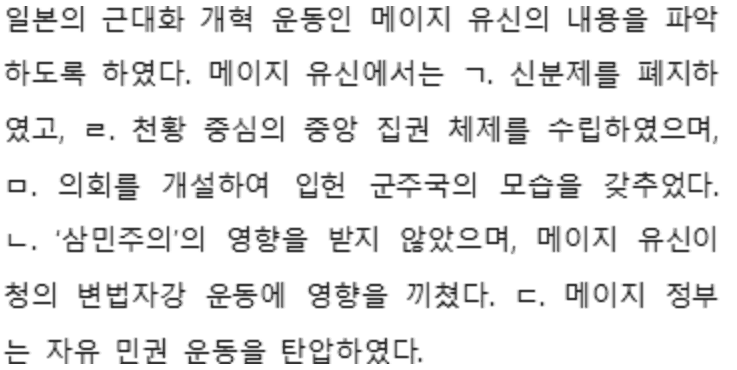 일본의 근대화 개혁 운동인 메이지 유신의 내용을 파악
하도록 하였다. 메이지 유신에서는 ㄱ. 신분제를 폐지하
였고, ㄹ. 천황 중심의 중앙 집권 체제를 수립하였으며,
ㅁ. 의회를 개설하여 입헌 군주국의 모습을 갖추었다.
ㄴ. ‘삼민주의’의 영향을 받지 않았으며, 메이지 유신이
청의 변법자강 운동에 영향을 끼쳤다. ㄷ. 메이지 정부
는 자유 민권 운동을 탄압하였다.